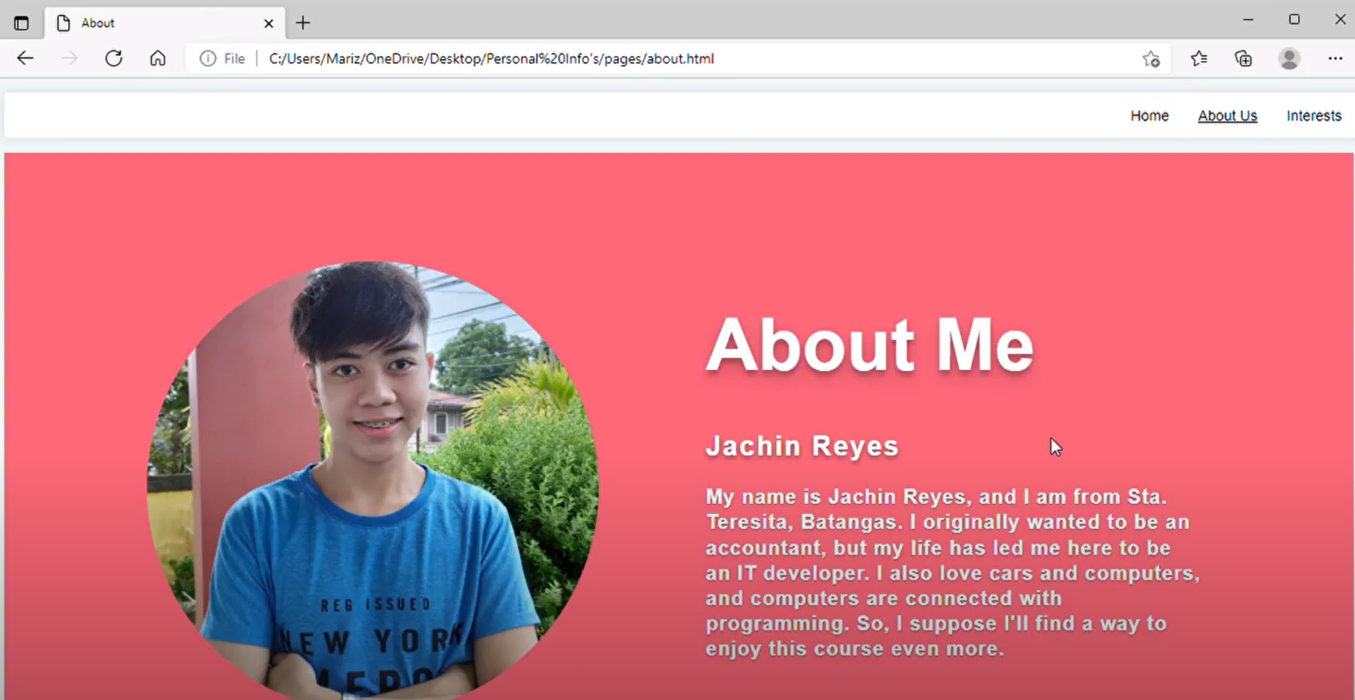 About
File
C:/Users/Mariz/OneDrive/Desktop/Personal%20Info's/pages/about.html
Home About Us Interests
About Me
Jachin Reyes
My name is Jachin Reyes, and I am from Sta.
Teresita, Batangas. I originally wanted to be an
accountant, but my life has led me here to be
an IT developer. I also love cars and computers,
and computers are connected with
programming. So, I suppose I'll find a way to
enjoy this course even more.
REG ISSUED
NEW YORK